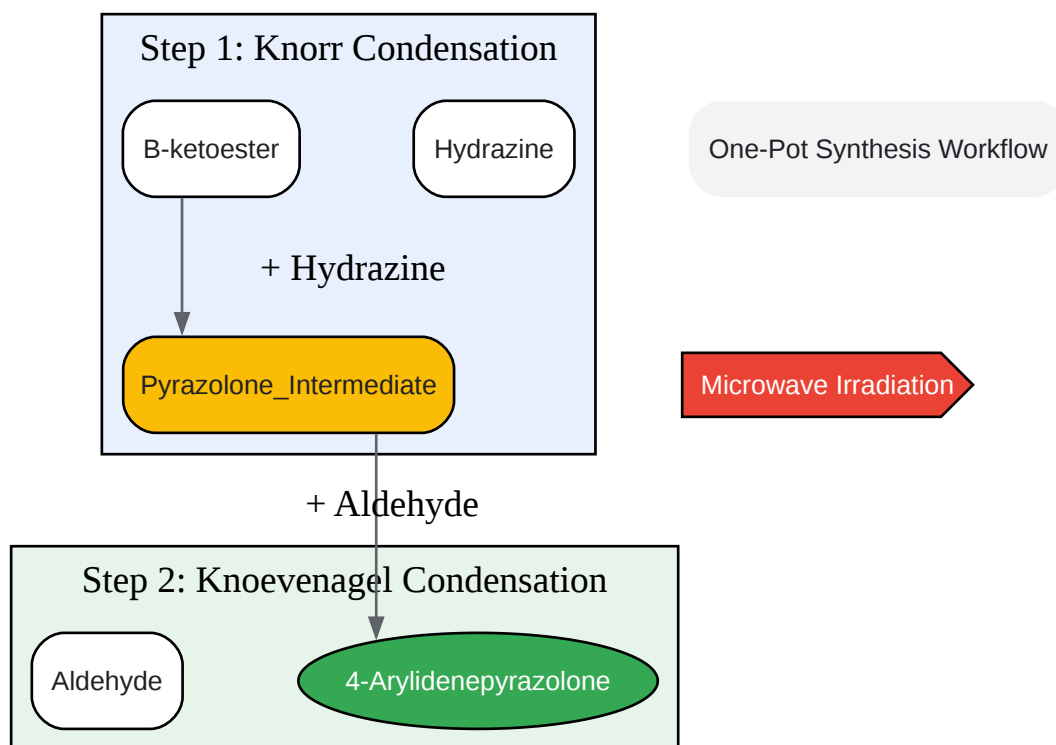 Step 1: Knorr Condensation
B-ketoester
Hydrazine
One-Pot Synthesis Workflow
+ Hydrazine
Pyrazolone_Intermediate
Microwave Irradiation
+ Aldehyde
Step 2: Knoevenagel Condensation
Aldehyde
4-Arylidenepyrazolone